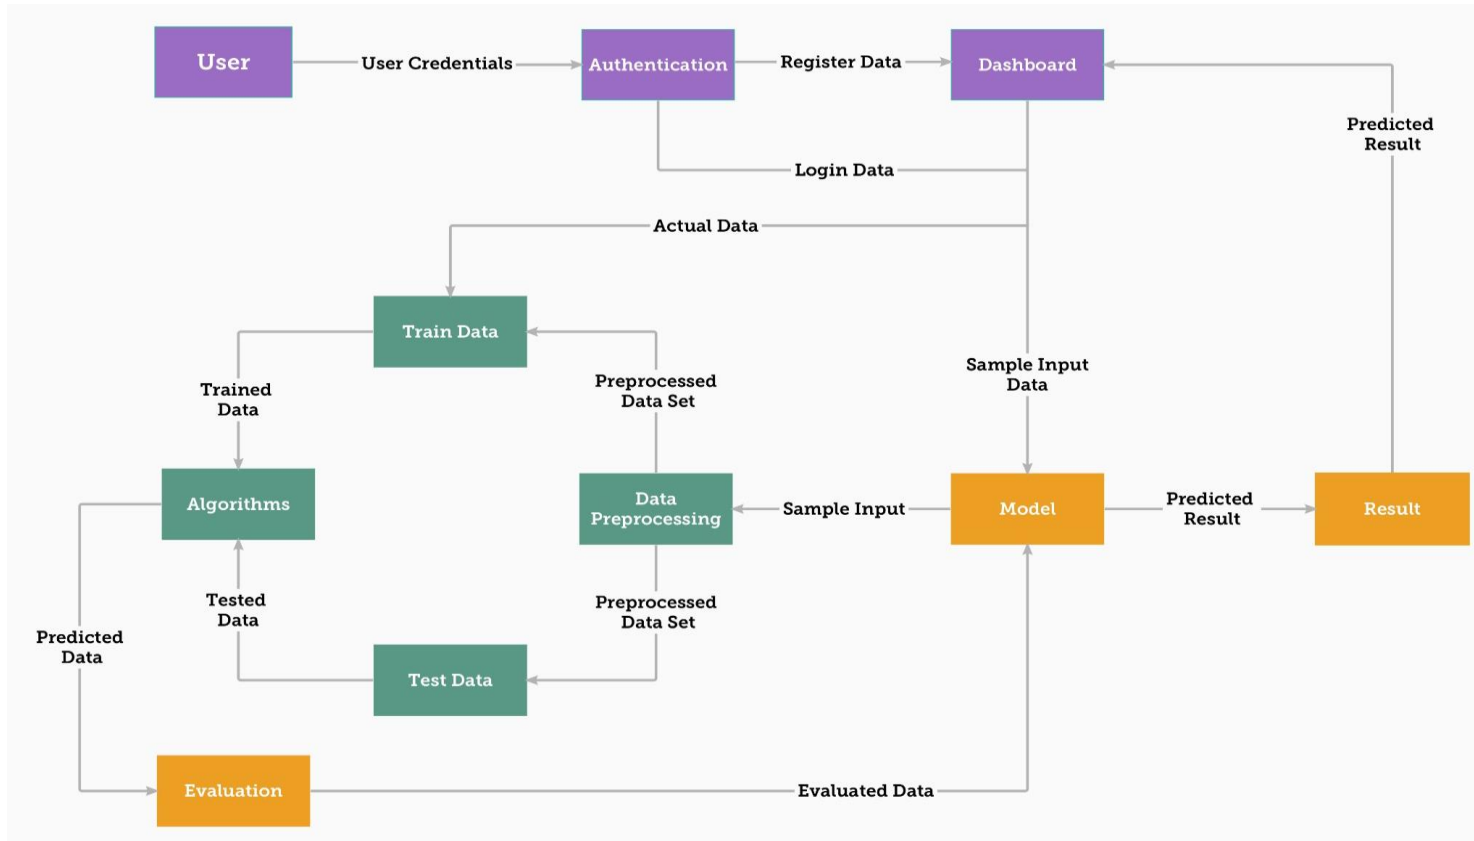 User
User Credentials
Authentication
Register Data
Dashboard
Predicted
Result
Login Data
Actual Data
Train Data
Sample Input
Data
Preprocessed
Data Set
Trained
Data
Algorithms
Data
Preprocessing
Sample Input
Model
Predicted
Result
Result
Tested
Data
Preprocessed
Data Set
Predicted
Data
Test Data
Evaluation
Evaluated Data